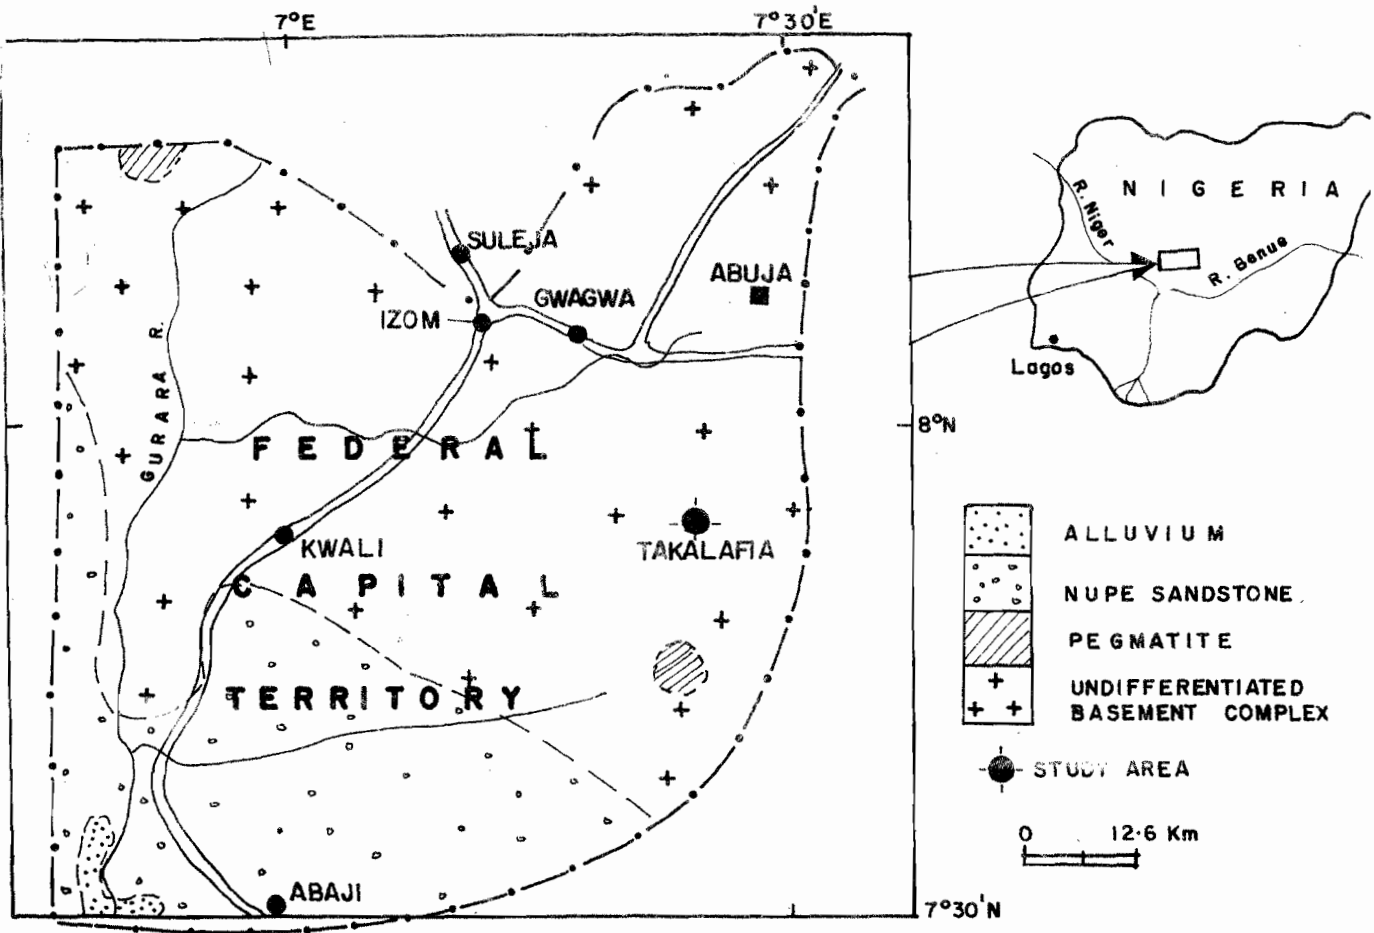 7°E 7°30'E
NIGERIA
R. Niger
R. Benue
SULEJA
ABUJA
GWAGWA
IZOM
Lagos
GURARA R.
8°N
FEDERAL
TAKALAFIA
KWALI
CAPITAL
TERRITORY
ABAJI
7°30'N
ALLUVIUM
NUPE SANDSTONE
PEGMATITE
UNDIFFERENTIATED
BASEMENT COMPLEX
STUDY AREA
0 12·6 Km